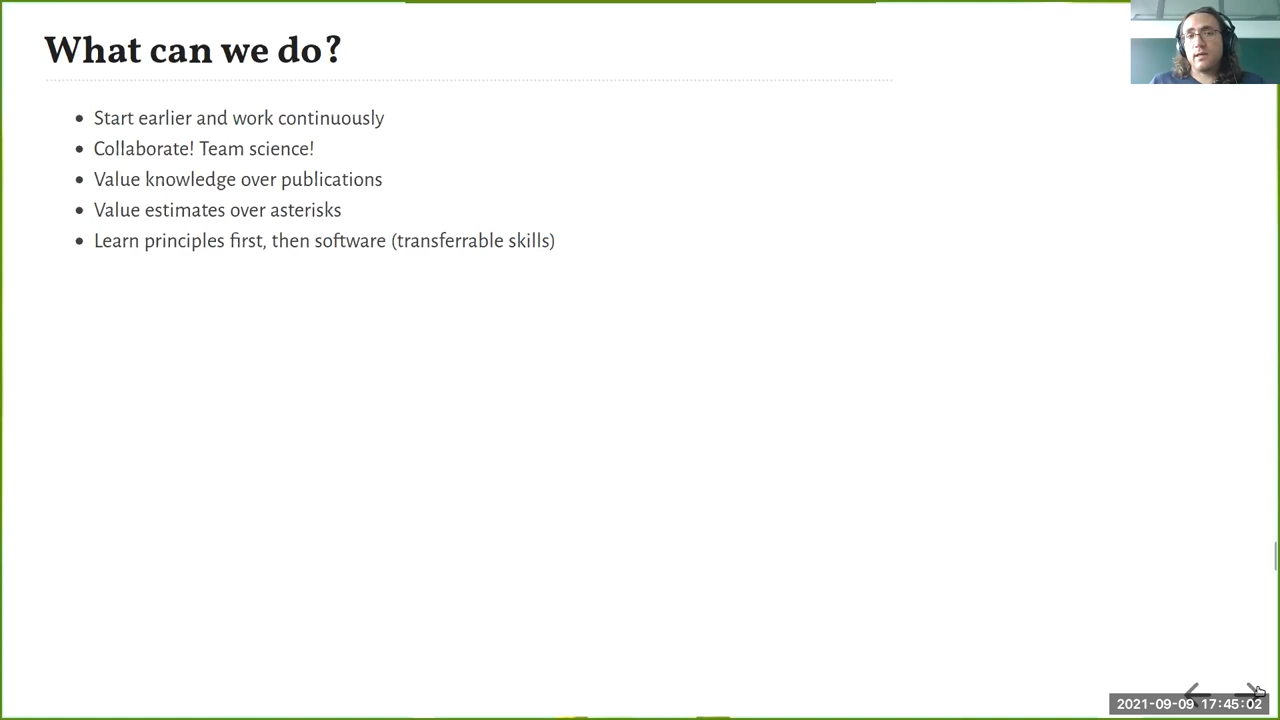 What can we do?
Start earlier and work continuously
Collaborate! Team science!
Value knowledge over publications
Value estimates over asterisks
Learn principles first, then software (transferrable skills)
2021-09-09 17:45:02